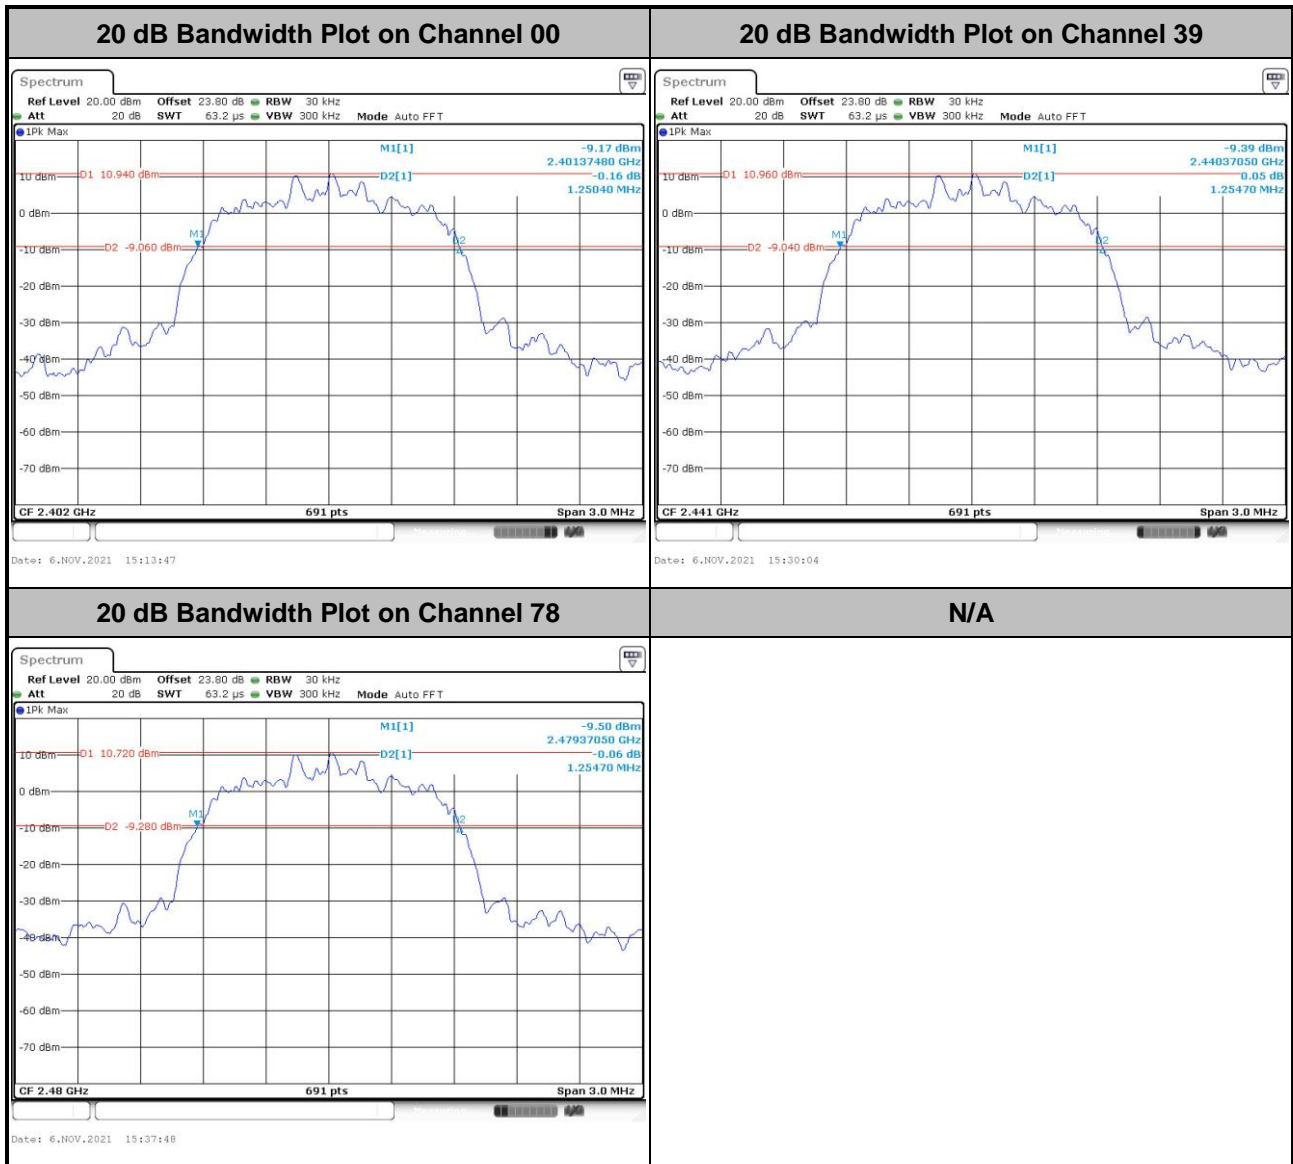 20 dB Bandwidth Plot on Channel 00
Spectrum
Ref Level 20.00 dBm Offset 23.80 dB RBW 30 kHz
Att 20 dB SWT 63.2 µs VBW 300 kHz Mode Auto FFT
1Pk Max
M1[1] -9.17 dBm
2.40137480 GHz
10 dBm D1 10.940 dBm D2[1] -0.16 dB
1.25040 MHz
0 dBm
M1
D2
-10 dBm D2 -9.060 dBm
-20 dBm
-30 dBm
-40 dBm
-50 dBm
-60 dBm
-70 dBm
CF 2.402 GHz 691 pts Span 3.0 MHz
Date: 6.NOV.2021 15:13:47
20 dB Bandwidth Plot on Channel 39
Spectrum
Ref Level 20.00 dBm Offset 23.80 dB RBW 30 kHz
Att 20 dB SWT 63.2 µs VBW 300 kHz Mode Auto FFT
1Pk Max
M1[1] -9.39 dBm
2.44037050 GHz
10 dBm D1 10.960 dBm D2[1] 0.05 dB
1.25470 MHz
0 dBm
M1
D2
-10 dBm D2 -9.040 dBm
-20 dBm
-30 dBm
-40 dBm
-50 dBm
-60 dBm
-70 dBm
CF 2.441 GHz 691 pts Span 3.0 MHz
Date: 6.NOV.2021 15:30:04
20 dB Bandwidth Plot on Channel 78
Spectrum
Ref Level 20.00 dBm Offset 23.80 dB RBW 30 kHz
Att 20 dB SWT 63.2 µs VBW 300 kHz Mode Auto FFT
1Pk Max
M1[1] -9.50 dBm
2.47937050 GHz
10 dBm D1 10.720 dBm D2[1] -0.06 dB
1.25470 MHz
0 dBm
M1
D2
-10 dBm D2 -9.280 dBm
-20 dBm
-30 dBm
-40 dBm
-50 dBm
-60 dBm
-70 dBm
CF 2.48 GHz 691 pts Span 3.0 MHz
Date: 6.NOV.2021 15:37:48
N/A